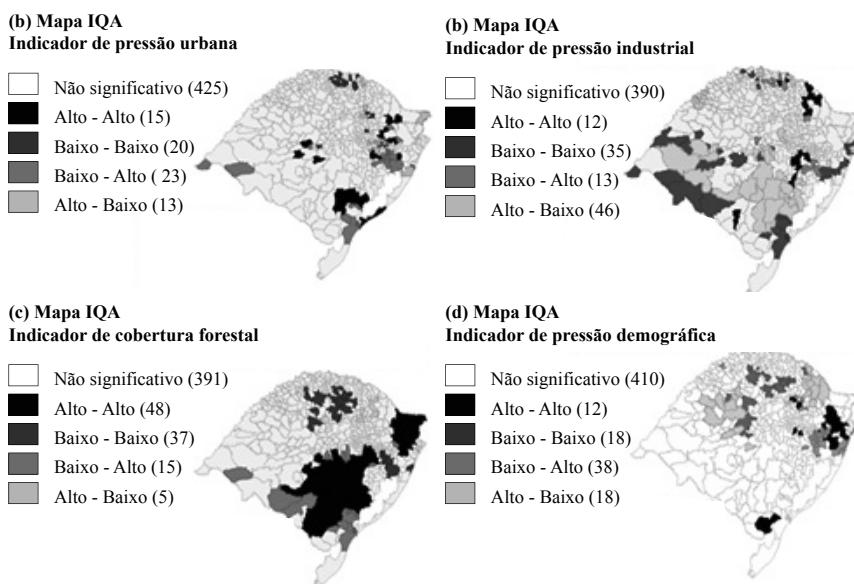 (b) Mapa IQA
Indicador de pressão urbana
Não significativo (425)
Alto - Alto (15)
Baixo - Baixo (20)
Baixo - Alto ( 23)
Alto - Baixo (13)
(b) Mapa IQA
Indicador de pressão industrial
Não significativo (390)
Alto - Alto (12)
Baixo - Baixo (35)
Baixo - Alto (13)
Alto - Baixo (46)
(c) Mapa IQA
Indicador de cobertura forestal
Não significativo (391)
Alto - Alto (48)
Baixo - Baixo (37)
Baixo - Alto (15)
Alto - Baixo (5)
(d) Mapa IQA
Indicador de pressão demográfica
Não significativo (410)
Alto - Alto (12)
Baixo - Baixo (18)
Baixo - Alto (38)
Alto - Baixo (18)